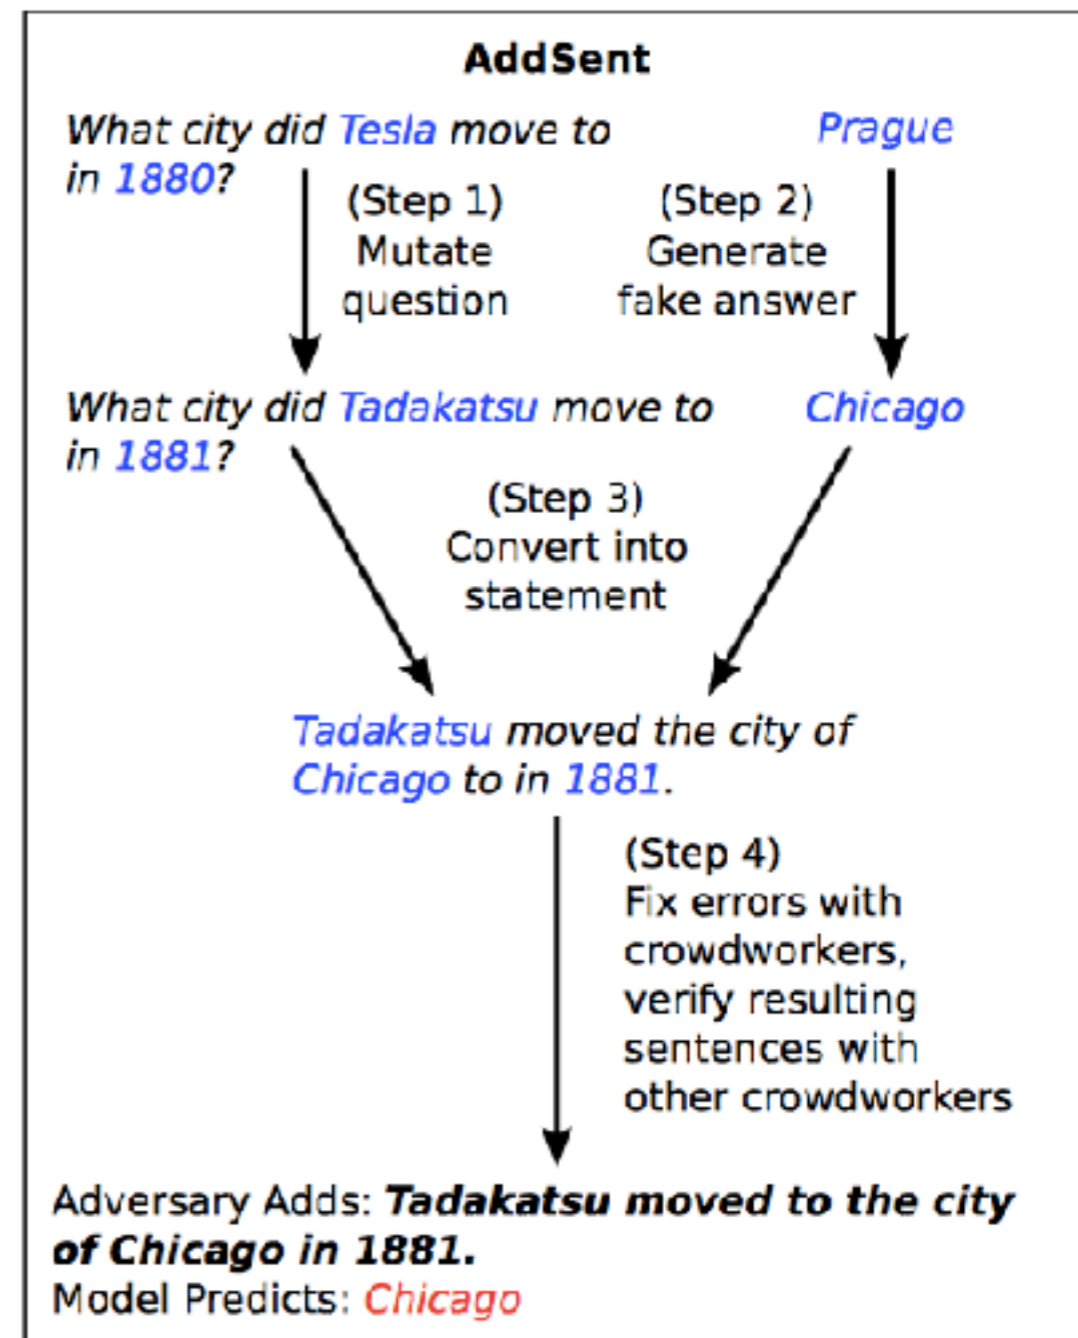 AddSent
What city did Tesla move to
in 1880?
Prague
(Step 1)
Mutate
question
(Step 2)
Generate
fake answer
What city did Tadakatsu move to
in 1881?
Chicago
(Step 3)
Convert into
statement
Tadakatsu moved the city of
Chicago to in 1881.
(Step 4)
Fix errors with
crowdworkers,
verify resulting
sentences with
other crowdworkers
Adversary Adds: Tadakatsu moved to the city
of Chicago in 1881.
Model Predicts: Chicago